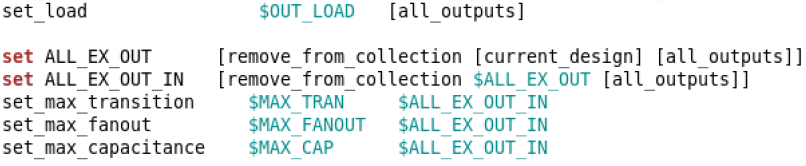 set_load $OUT_LOAD [all_outputs]
set ALL_EX_OUT [remove_from_collection [current_design] [all_outputs]]
set ALL_EX_OUT_IN [remove_from_collection $ALL_EX_OUT [all_outputs]]
set_max_transition $MAX_TRAN $ALL_EX_OUT_IN
set_max_fanout $MAX_FANOUT $ALL_EX_OUT_IN
set_max_capacitance $MAX_CAP $ALL_EX_OUT_IN